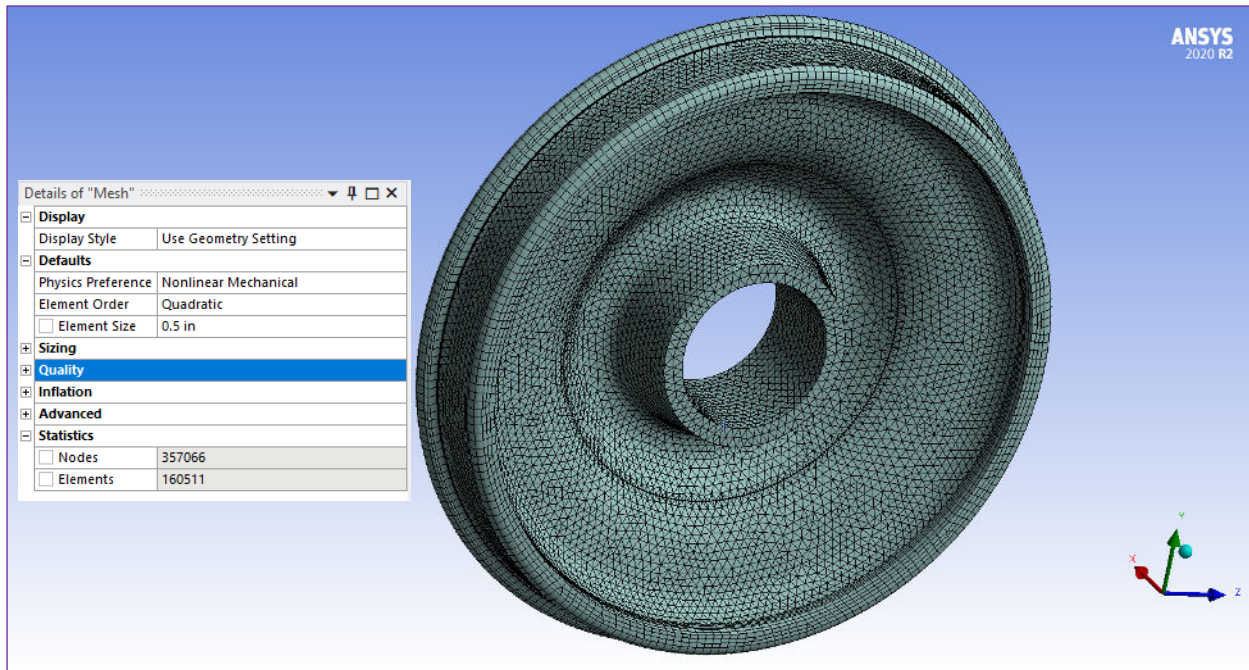 ANSYS
2020 R2
Details of "Mesh"
Display
Display Style Use Geometry Setting
Defaults
Physics Preference Nonlinear Mechanical
Element Order Quadratic
Element Size 0.5 in
Sizing
Quality
Inflation
Advanced
Statistics
Nodes 357066
Elements 160511
Y
X
Z